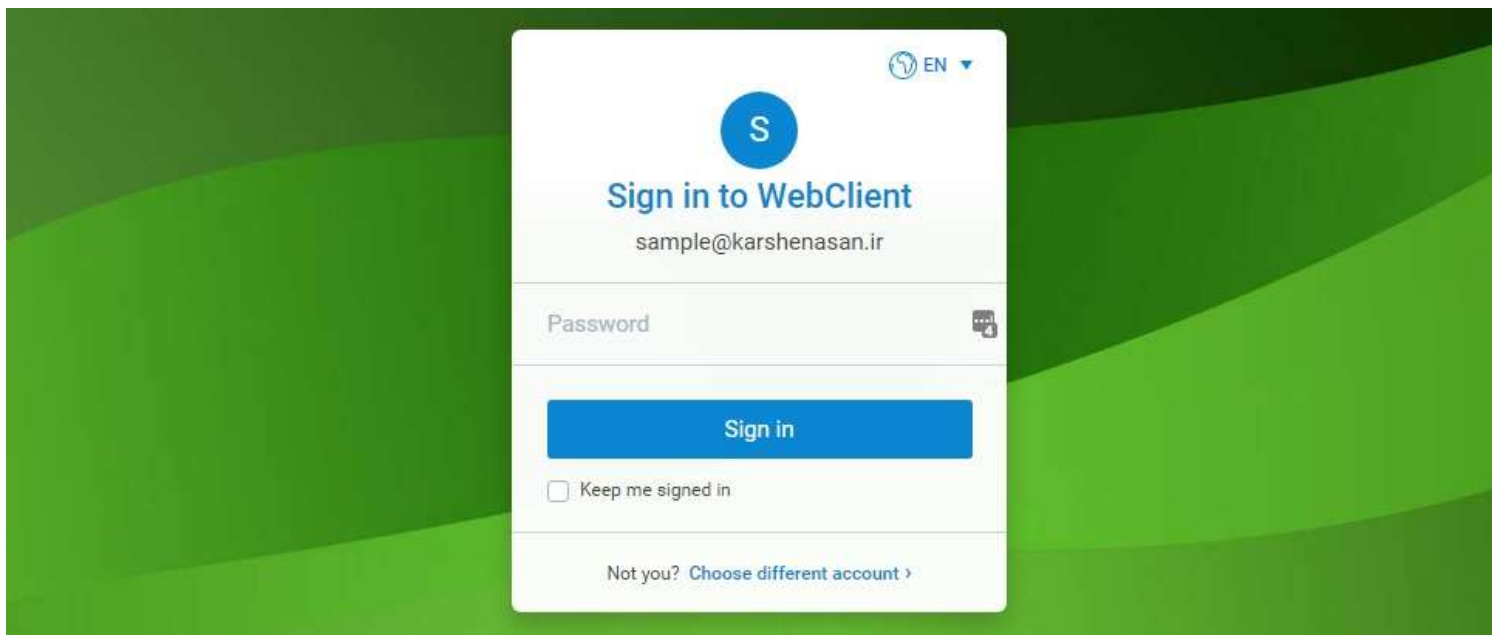 EN
S
Sign in to WebClient
sample@karshenasan.ir
Password
4
Sign in
Keep me signed in
Not you? Choose different account ›